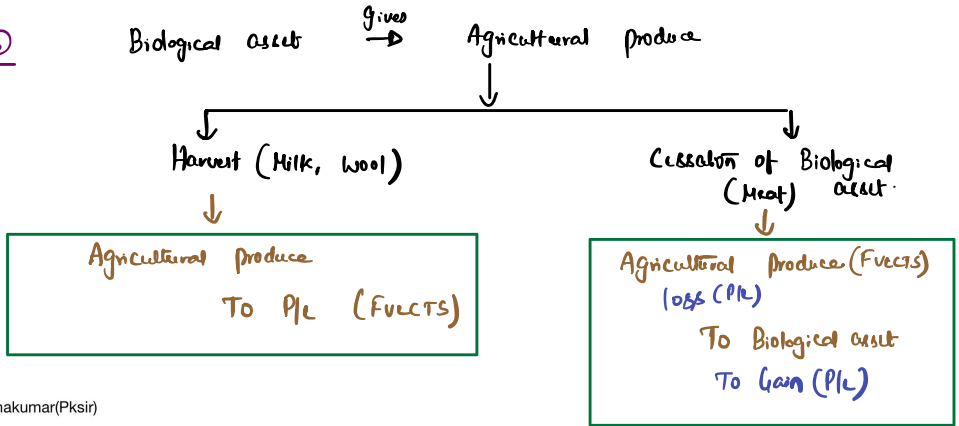 Biological asset gives → Agricultural produce
Harvest (Milk, wool)
Cessation of Biological asset.
(Meat)
Agricultural produce
To P/L (FVLCTS)
Agricultural produce (FVLCTS)
loss (P/L)
To Biological asset
To Gain (P/L)
nakumar(Pksir)